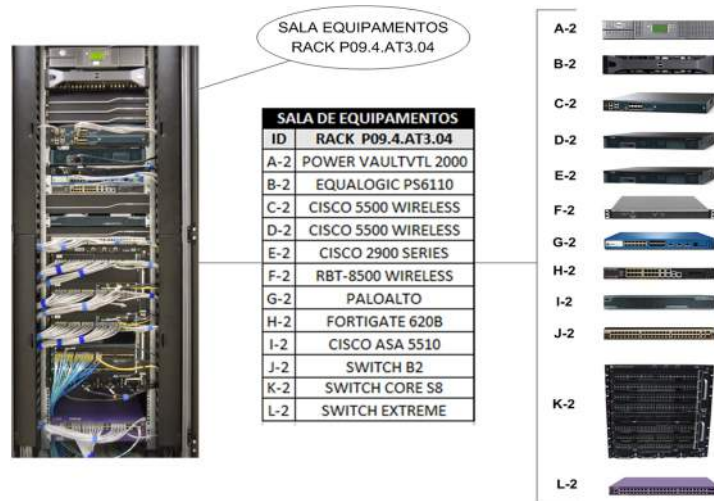 SALA EQUIPAMENTOS
RACK P09.4.AT3.04
SALA DE EQUIPAMENTOS
ID RACK P09.4.AT3.04
A-2 POWER VAULTVTL 2000
B-2 EQUALOGIC PS6110
C-2 CISCO 5500 WIRELESS
D-2 CISCO 5500 WIRELESS
E-2 CISCO 2900 SERIES
F-2 RBT-8500 WIRELESS
G-2 PALOALTO
H-2 FORTIGATE 620B
I-2 CISCO ASA 5510
J-2 SWITCH B2
K-2 SWITCH CORE S8
L-2 SWITCH EXTREME
A-2
B-2
C-2
D-2
E-2
F-2
G-2
H-2
I-2
J-2
K-2
L-2